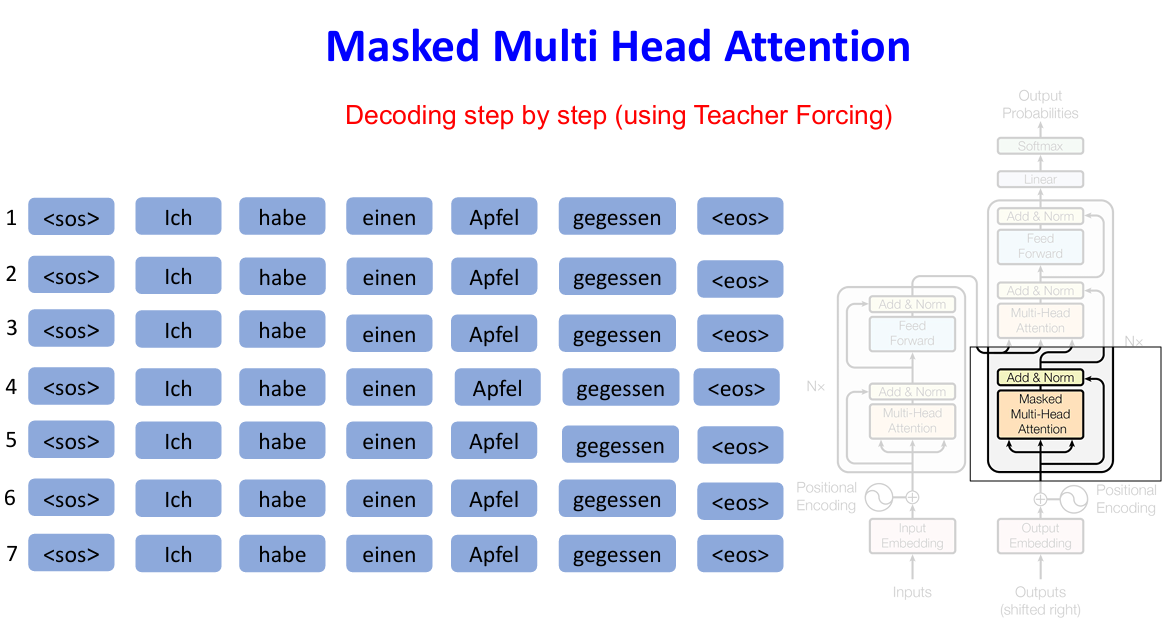 Masked Multi Head Attention
Decoding step by step (using Teacher Forcing)
1 <sos> Ich habe einen Apfel gegessen <eos>
2 <sos> Ich habe einen Apfel gegessen <eos>
3 <sos> Ich habe einen Apfel gegessen <eos>
4 <sos> Ich habe einen Apfel gegessen <eos>
5 <sos> Ich habe einen Apfel gegessen <eos>
6 <sos> Ich habe einen Apfel gegessen <eos>
7 <sos> Ich habe einen Apfel gegessen <eos>
Output
Probabilities
Softmax
Linear
Add & Norm
Feed
Forward
Add & Norm
Multi-Head
Attention
N×
Add & Norm
Masked
Multi-Head
Attention
Add & Norm
Feed
Forward
N×
Add & Norm
Multi-Head
Attention
Positional
Encoding
Positional
Encoding
Input
Embedding
Output
Embedding
Inputs
Outputs
(shifted right)